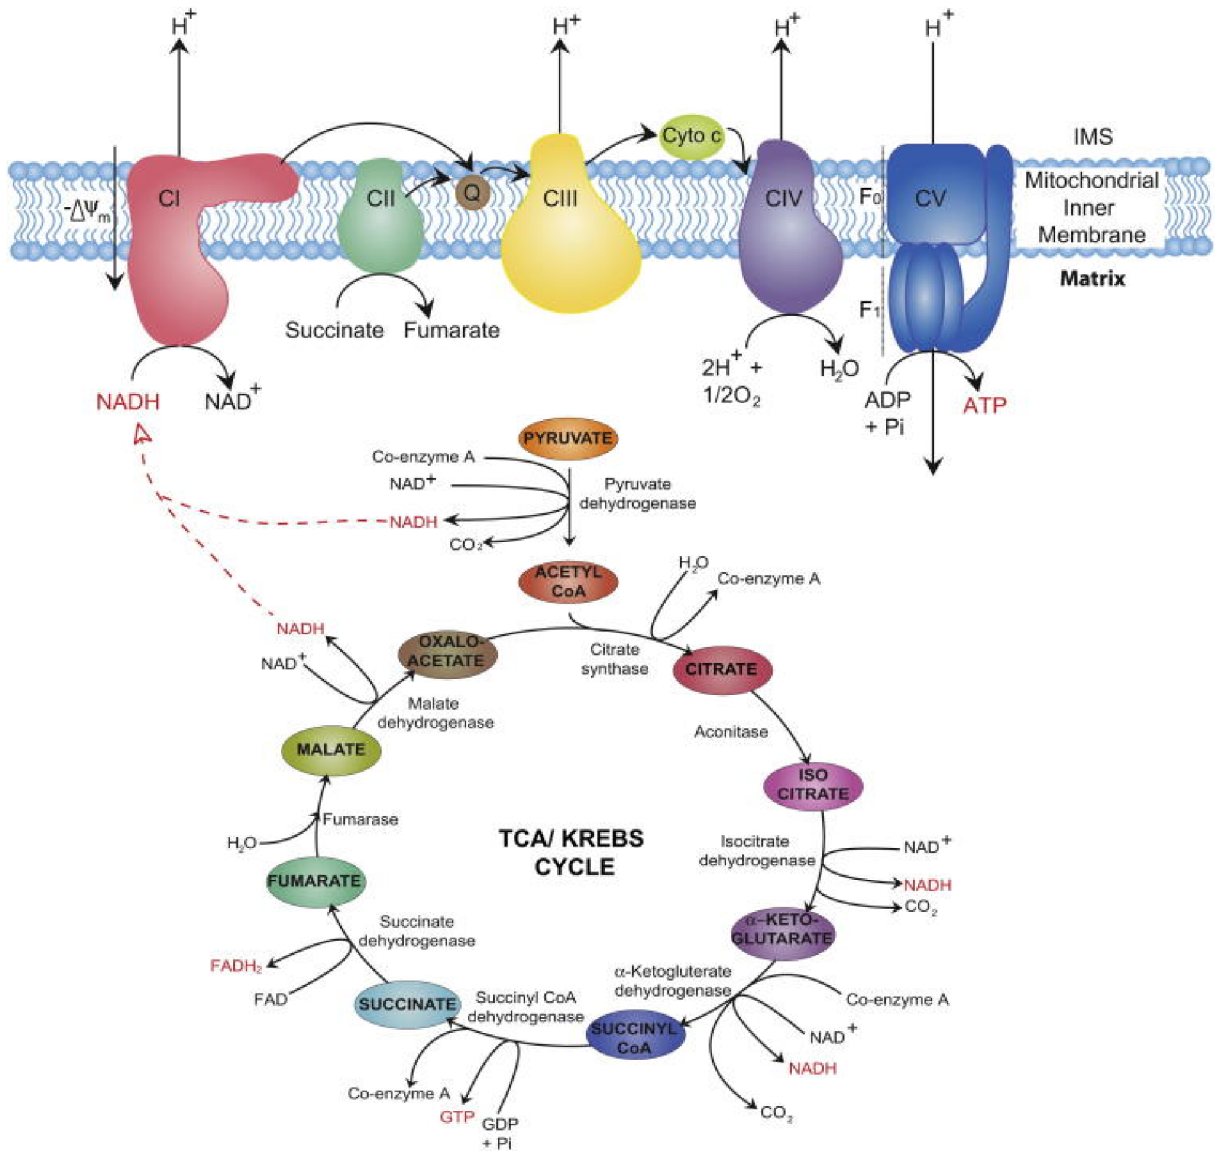 H+
H+
H+
H+
Cyto c
IMS
CI
CII
Q
CIII
CIV
F0
CV
Mitochondrial
Inner
Membrane
-ΔΨm
Matrix
F1
Succinate
Fumarate
2H+ +
1/2O2
H2O
NADH
NAD+
ADP
+ Pi
ATP
PYRUVATE
Co-enzyme A
NAD+
Pyruvate
dehydrogenase
NADH
CO2
ACETYL
CoA
H2O
Co-enzyme A
NADH
NAD+
OXALO-
ACETATE
Citrate
synthase
CITRATE
Malate
dehydrogenase
Aconitase
MALATE
ISO
CITRATE
H2O
Fumarase
TCA/ KREBS
CYCLE
Isocitrate
dehydrogenase
NAD+
NADH
CO2
FUMARATE
α-KETO-
GLUTARATE
Succinate
dehydrogenase
FADH2
FAD
SUCCINATE
Succinyl CoA
dehydrogenase
α-Ketogluterate
dehydrogenase
Co-enzyme A
NAD+
NADH
CO2
SUCCINYL
CoA
Co-enzyme A
GTP
GDP
+ Pi